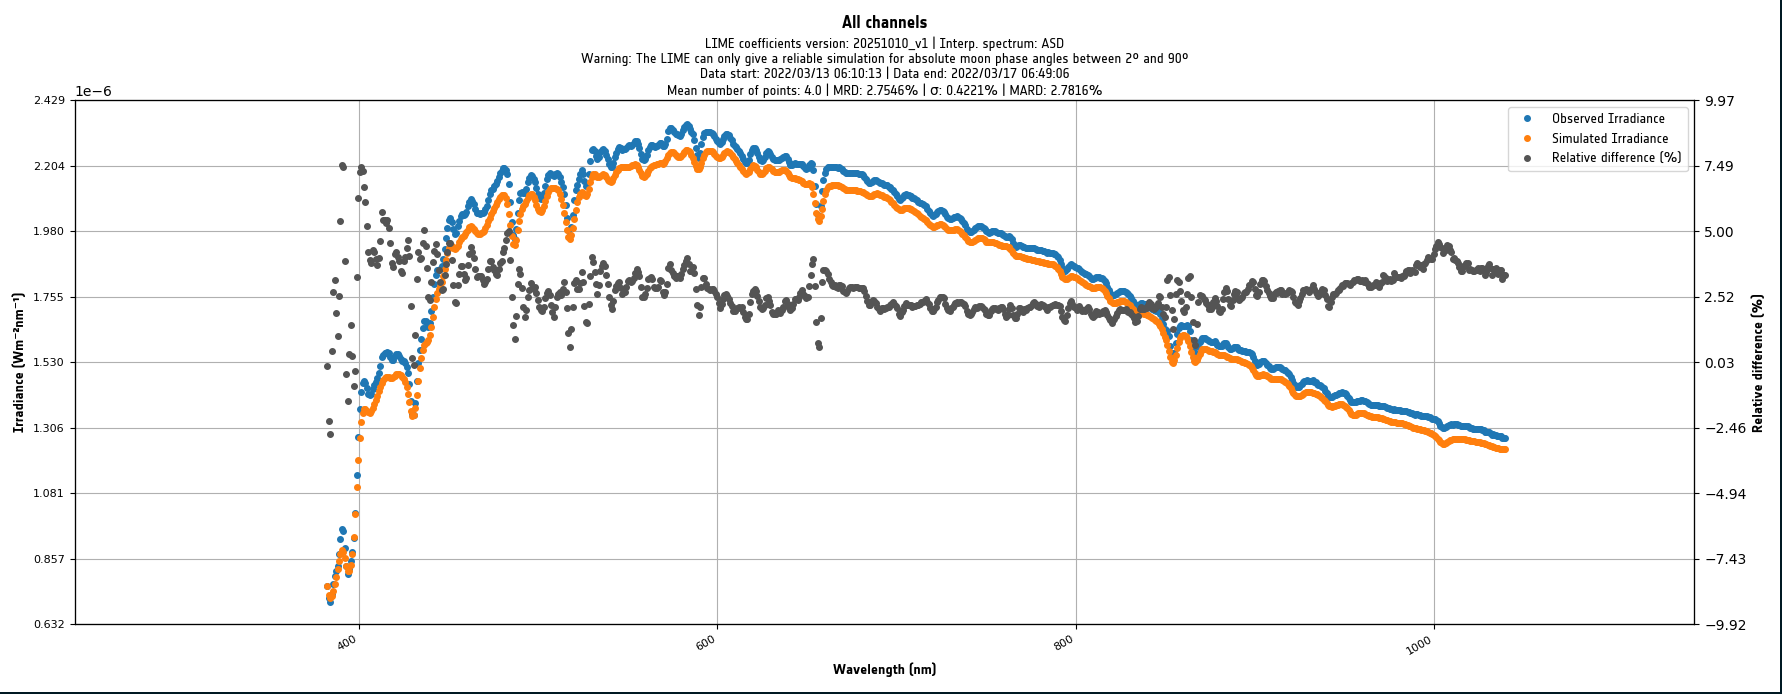 All channels
LIME coefficients version: 20251010_v1 | Interp. spectrum: ASD
Warning: The LIME can only give a reliable simulation for absolute moon phase angles between 2º and 90º
Data start: 2022/03/13 06:10:13 | Data end: 2022/03/17 06:49:06
Mean number of points: 4.0 | MRD: 2.7546% | σ: 0.4221% | MARD: 2.7816%
1e−6
2.429
2.204
1.980
1.755
1.530
1.306
1.081
0.857
0.632
Irradiance (Wm⁻²nm⁻¹)
Observed Irradiance
Simulated Irradiance
Relative difference (%)
9.97
7.49
5.00
2.52
0.03
−2.46
−4.94
−7.43
−9.92
Relative difference (%)
400
600
800
1000
Wavelength (nm)